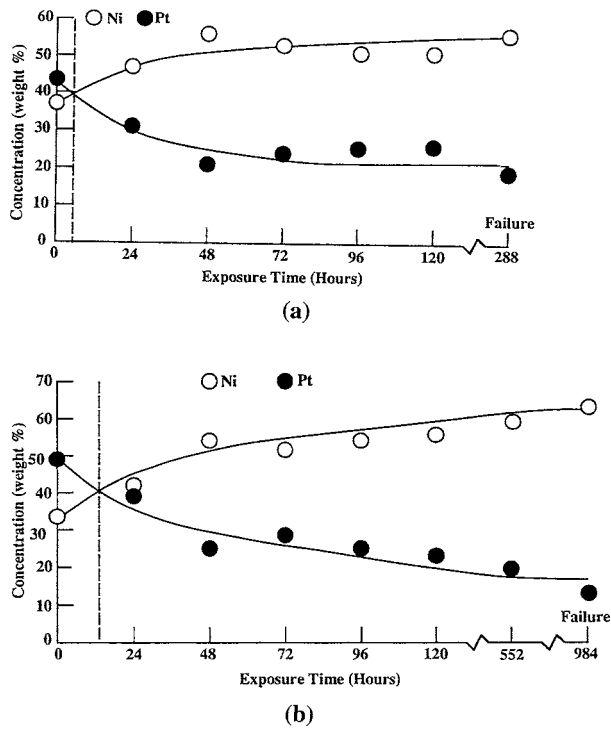 Ni Pt
60
50
40
30
20
10
0
Concentration (weight %)
Failure
0 24 48 72 96 120 288
Exposure Time (Hours)
(a)
Ni Pt
70
60
50
40
30
20
10
0
Concentration (weight %)
Failure
0 24 48 72 96 120 552 984
Exposure Time (Hours)
(b)